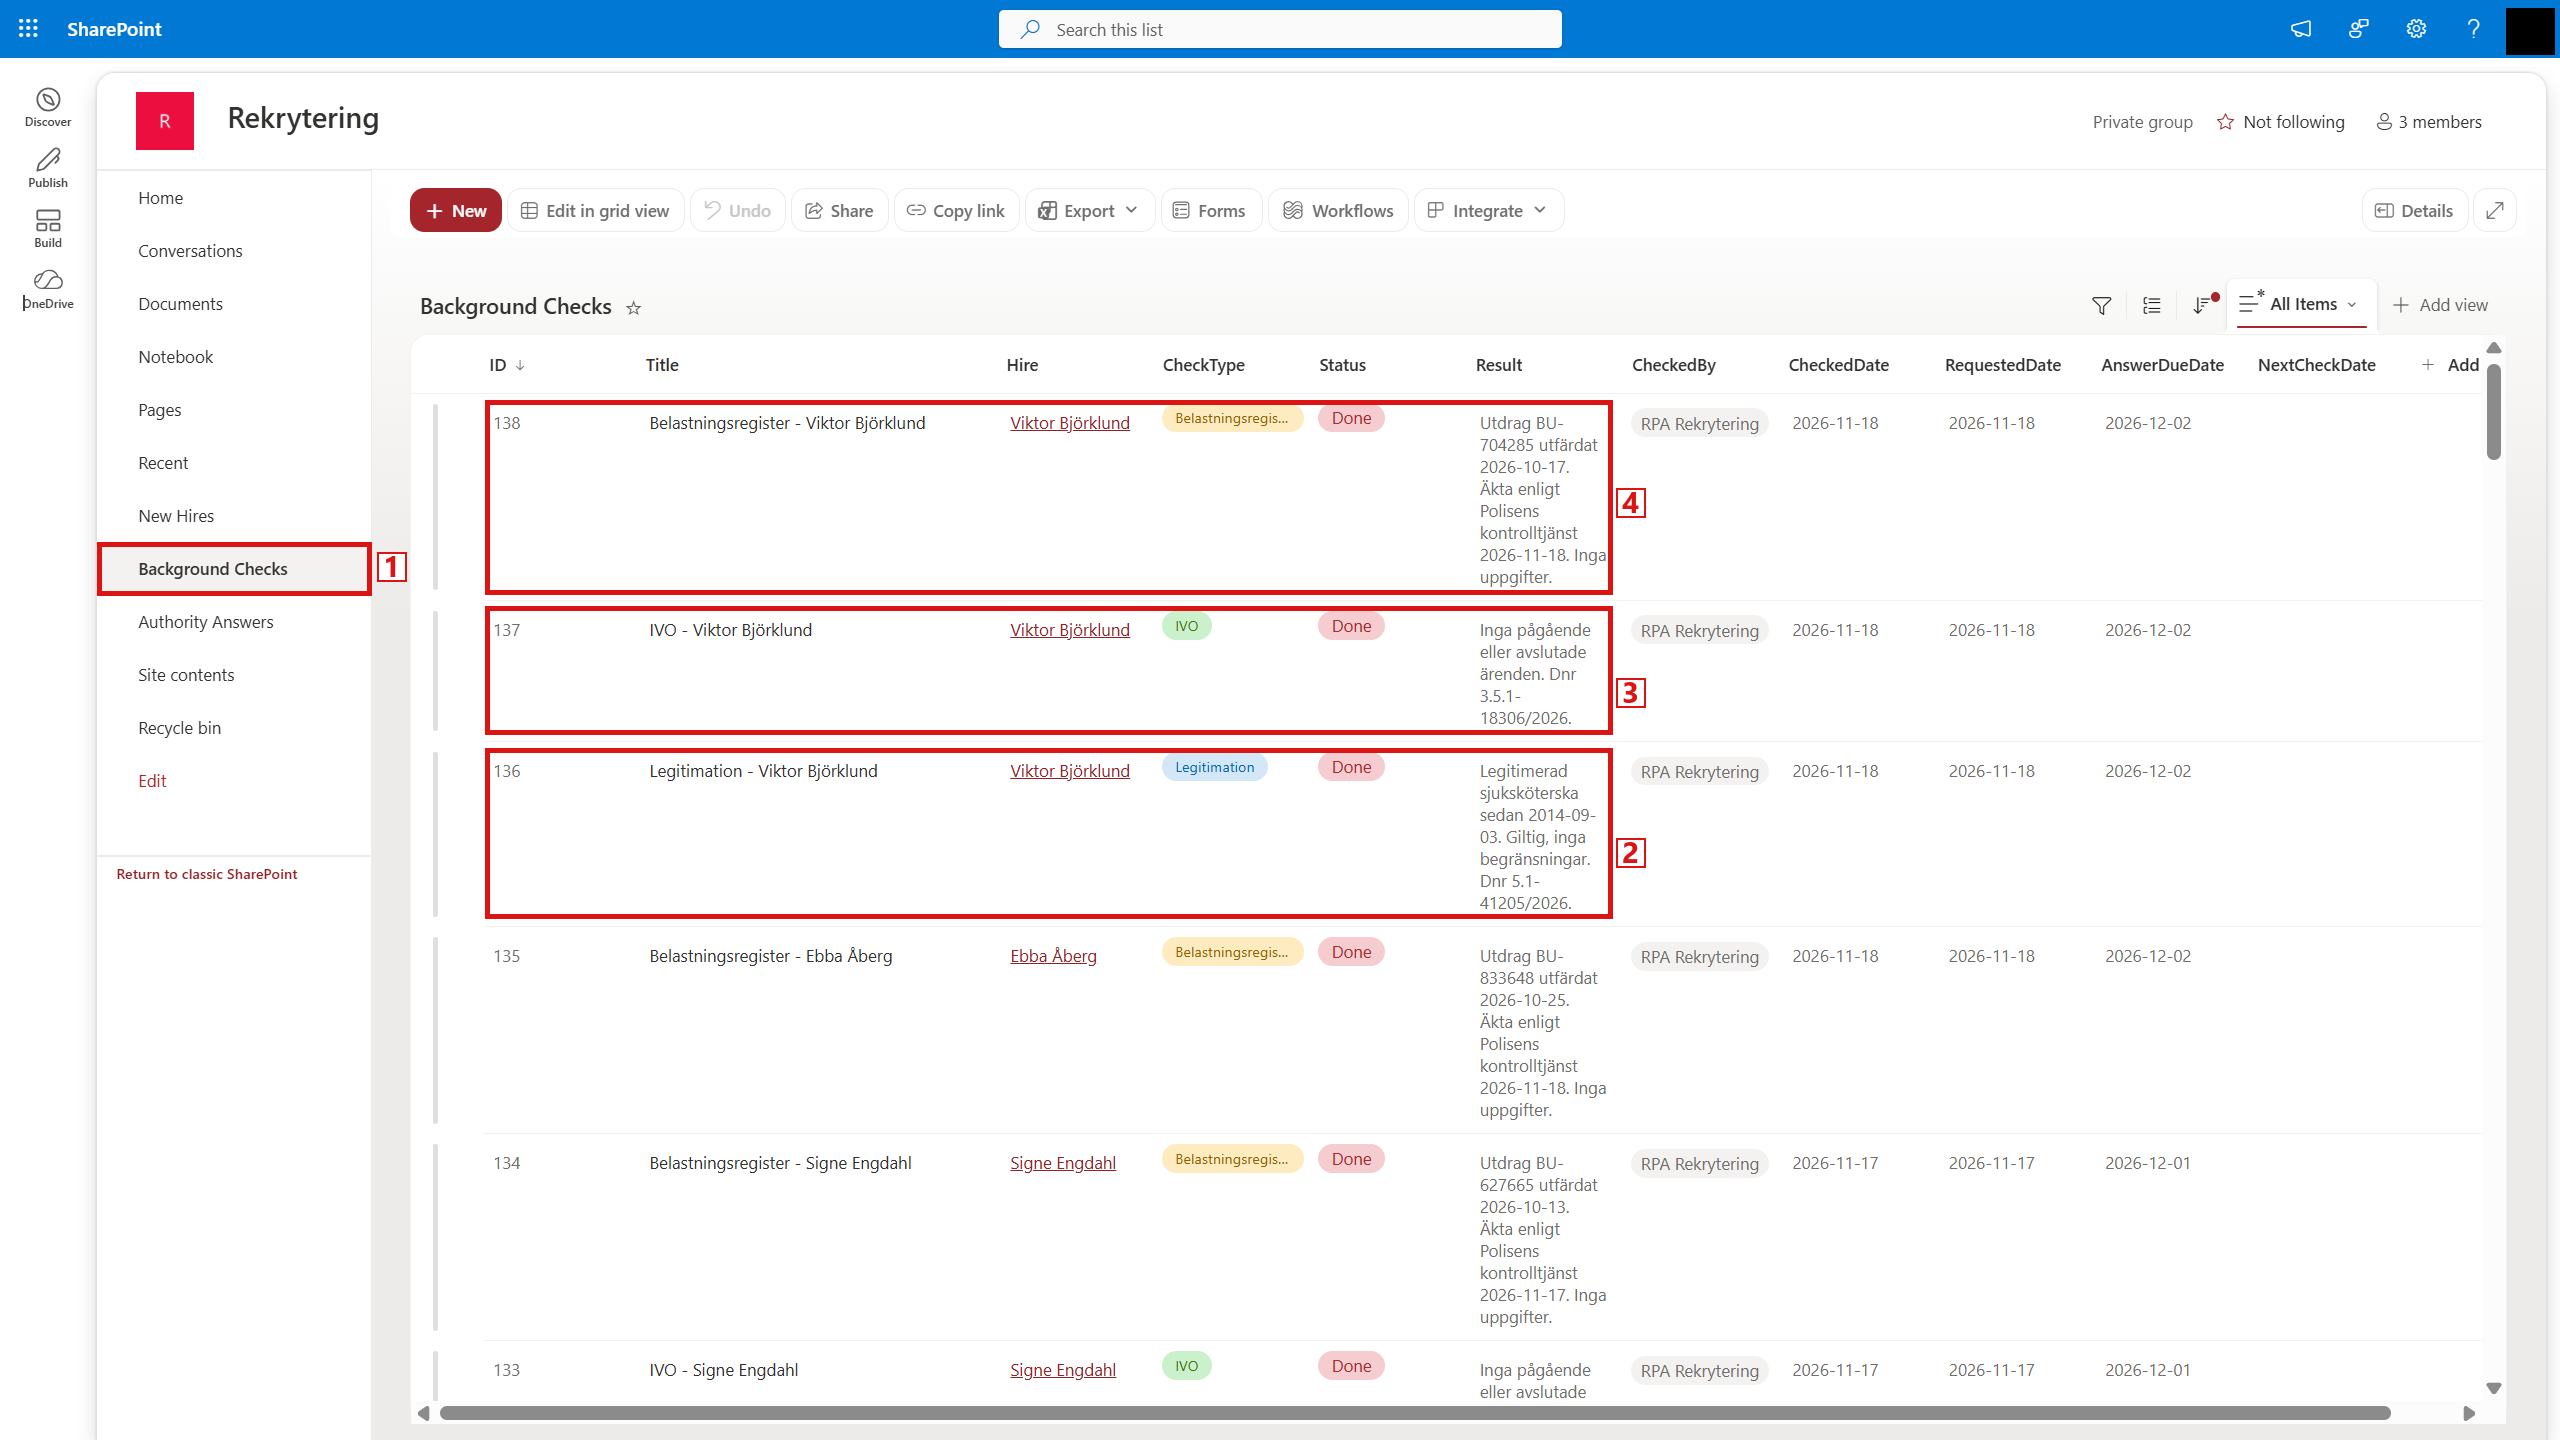 SharePoint
Search this list
Discover
Publish
Build
OneDrive
R
Rekrytering
Private group
Not following
3 members
Home
Conversations
Documents
Notebook
Pages
Recent
New Hires
Background Checks
1
Authority Answers
Site contents
Recycle bin
Edit
Return to classic SharePoint
New
Edit in grid view
Undo
Share
Copy link
Export
Forms
Workflows
Integrate
Details
Background Checks
All Items
Add view
ID Title Hire CheckType Status Result CheckedBy CheckedDate RequestedDate AnswerDueDate NextCheckDate + Add
138 Belastningsregister - Viktor Björklund Viktor Björklund Belastningsregis... Done Utdrag BU- RPA Rekrytering 2026-11-18 2026-11-18 2026-12-02
704285 utfärdat
2026-10-17.
Äkta enligt
Polisens
kontrolltjänst
2026-11-18. Inga
uppgifter.
4
137 IVO - Viktor Björklund Viktor Björklund IVO Done Inga pågående RPA Rekrytering 2026-11-18 2026-11-18 2026-12-02
eller avslutade
ärenden. Dnr
3.5.1-
18306/2026.
3
136 Legitimation - Viktor Björklund Viktor Björklund Legitimation Done Legitimerad RPA Rekrytering 2026-11-18 2026-11-18 2026-12-02
sjuksköterska
sedan 2014-09-
03. Giltig, inga
begränsningar.
Dnr 5.1-
41205/2026.
2
135 Belastningsregister - Ebba Åberg Ebba Åberg Belastningsregis... Done Utdrag BU- RPA Rekrytering 2026-11-18 2026-11-18 2026-12-02
833648 utfärdat
2026-10-25.
Äkta enligt
Polisens
kontrolltjänst
2026-11-18. Inga
uppgifter.
134 Belastningsregister - Signe Engdahl Signe Engdahl Belastningsregis... Done Utdrag BU- RPA Rekrytering 2026-11-17 2026-11-17 2026-12-01
627665 utfärdat
2026-10-13.
Äkta enligt
Polisens
kontrolltjänst
2026-11-17. Inga
uppgifter.
133 IVO - Signe Engdahl Signe Engdahl IVO Done Inga pågående RPA Rekrytering 2026-11-17 2026-11-17 2026-12-01
eller avslutade